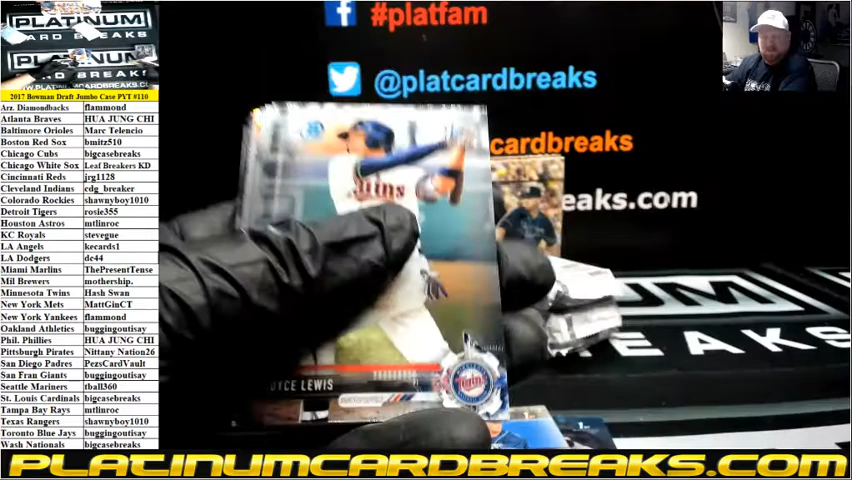 PLATINUM
CARD BREAKS
PLATINUM
CARD BREAKS
2017 Bowman Draft Jumbo Case PYT #110
Arz. Diamondbacks flammond
Atlanta Braves HUA JUNG CHI
Baltimore Orioles Marc Telencio
Boston Red Sox bmitz510
Chicago Cubs bigcasebreaks
Chicago White Sox Leaf Breakers KD
Cincinnati Reds jrg1128
Cleveland Indians cdg_breaker
Colorado Rockies shawnyboy1010
Detroit Tigers rosie355
Houston Astros mtlinroc
KC Royals stevegue
LA Angels kecards1
LA Dodgers dc44
Miami Marlins ThePresentTense
Mil Brewers mothership.
Minnesota Twins Hash Swan
New York Mets MattGinCT
New York Yankees flammond
Oakland Athletics buggingoutisay
Phil. Phillies HUA JUNG CHI
Pittsburgh Pirates Nittany Nation26
San Diego Padres PezsCardVault
San Fran Giants buggingoutisay
Seattle Mariners tball360
St. Louis Cardinals bigcasebreaks
Tampa Bay Rays mtlinroc
Texas Rangers shawnyboy1010
Toronto Blue Jays buggingoutisay
Wash Nationals bigcasebreaks
#platfam
@platcardbreaks
cardbreaks
eaks.com
Twins
OYCE LEWIS
Twins
1st
EAKS
PLATINUMCARDBREAKS.COM